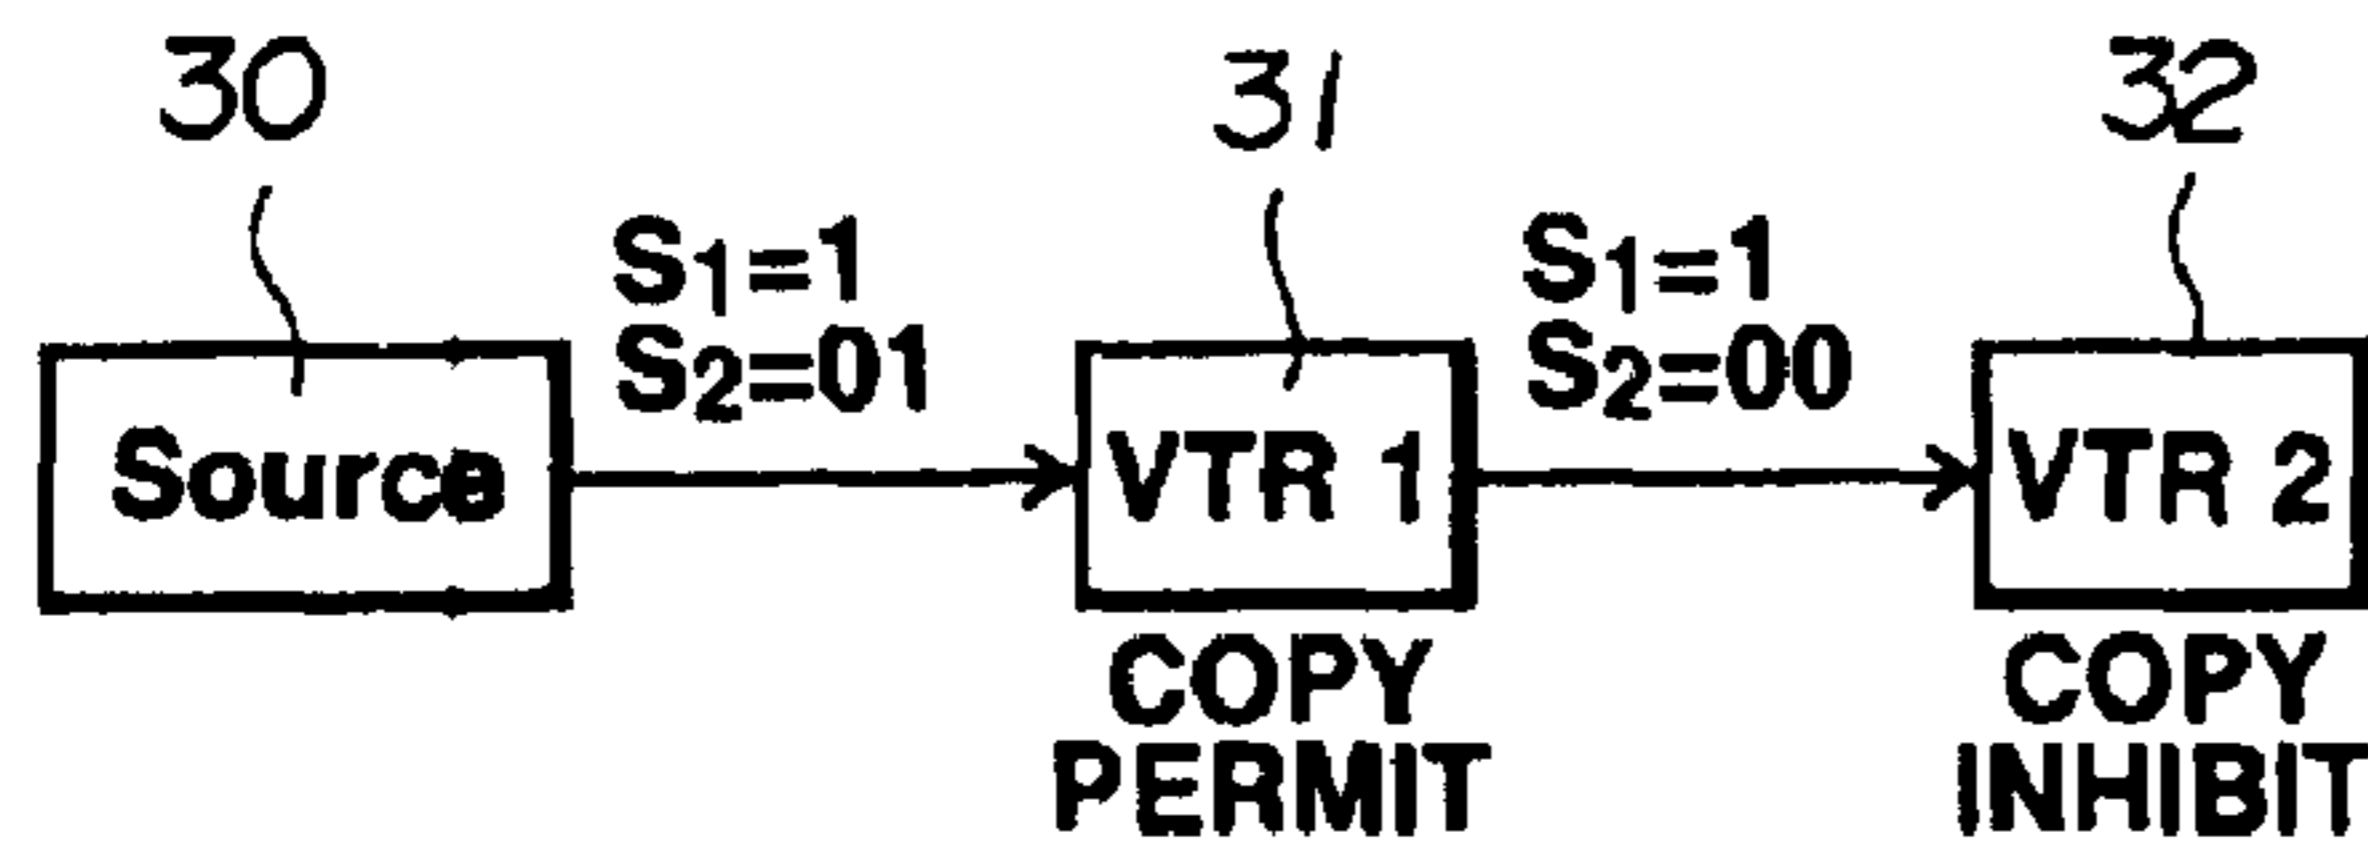 30
31
32
S1=1
S2=01
S1=1
S2=00
Source
VTR 1
VTR 2
COPY
PERMIT
COPY
INHIBIT